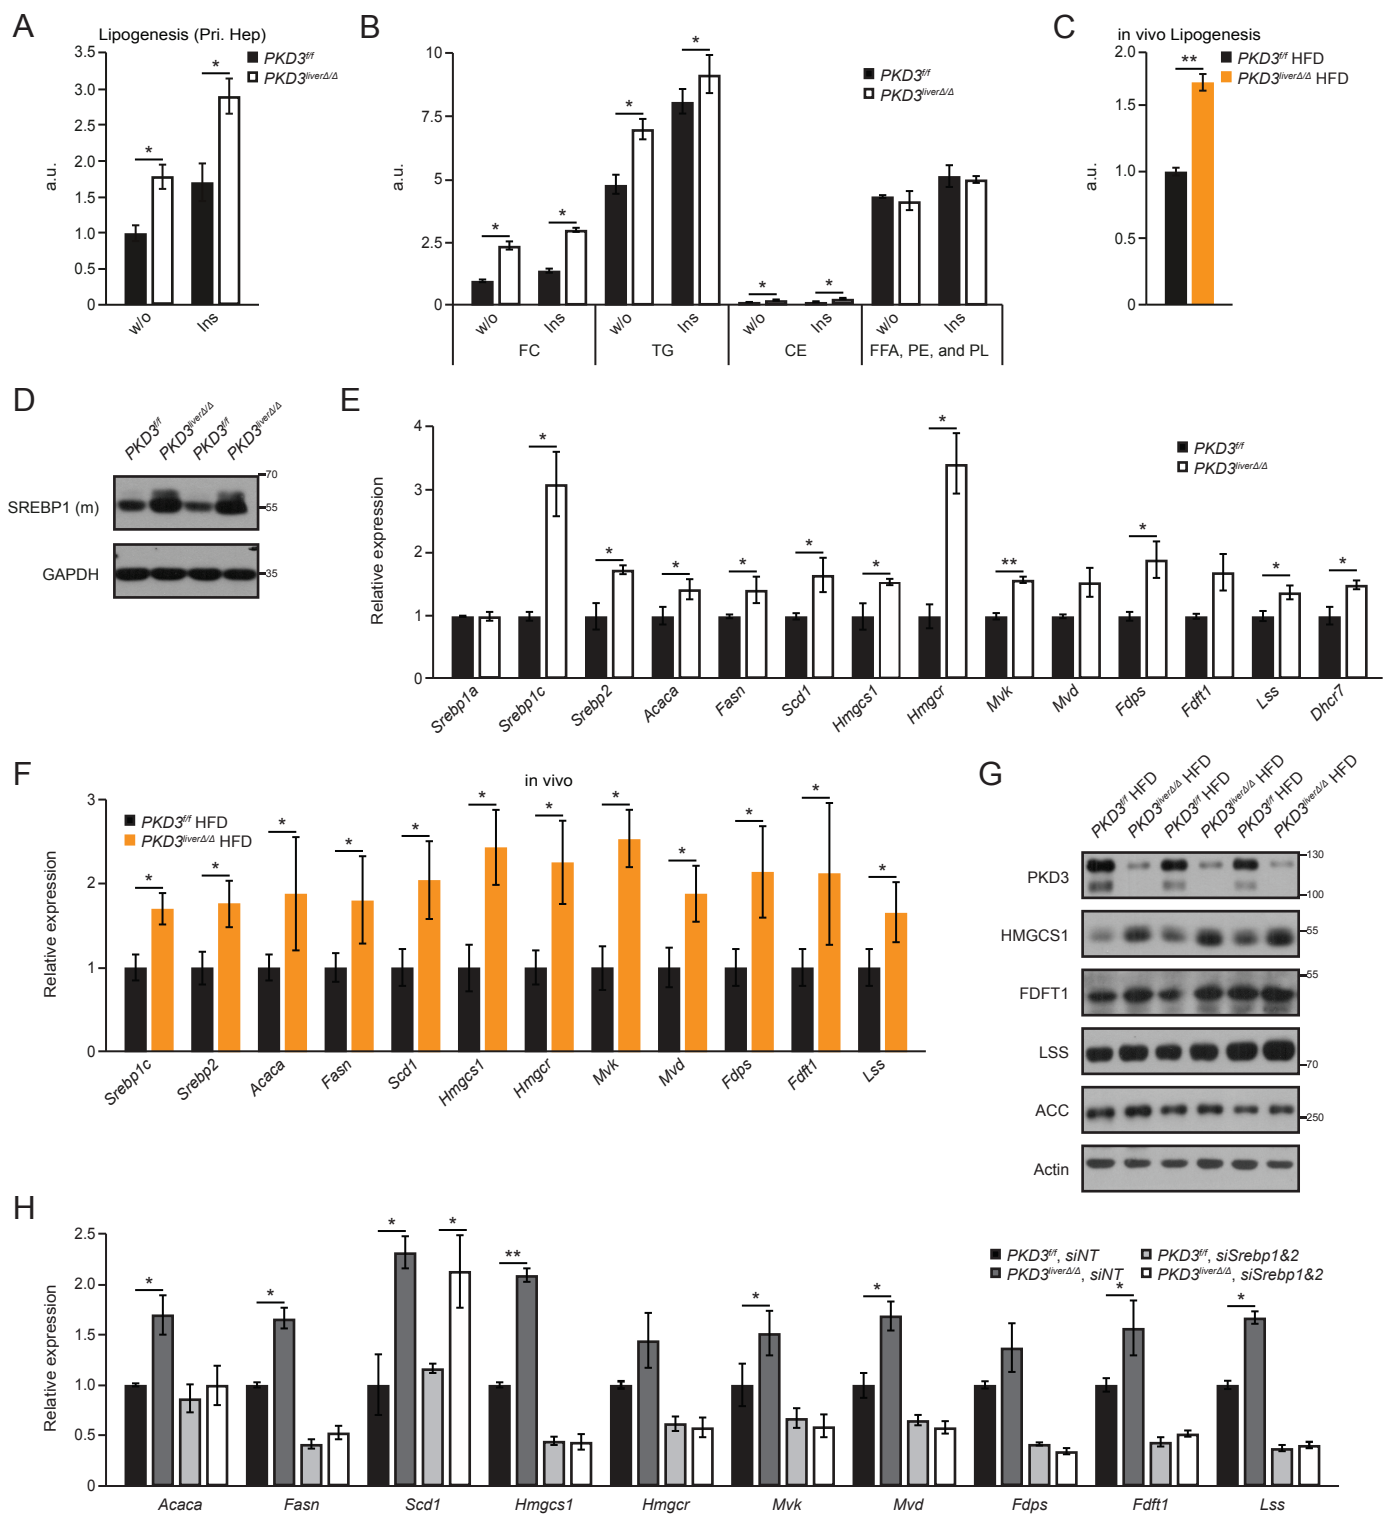 A
Lipogenesis (Pri. Hep)
PKD3f/f
PKD3liverΔ/Δ
a.u.
3.5
3.0
2.5
2.0
1.5
1.0
0.5
0
*
*
w/o
Ins
B
PKD3f/f
PKD3liverΔ/Δ
a.u.
10
7.5
5
2.5
0
* * * * * *
w/o Ins w/o Ins w/o Ins w/o Ins
FC TG CE FFA, PE, and PL
C
in vivo Lipogenesis
PKD3f/f HFD
PKD3liverΔ/Δ HFD
a.u.
2.0
1.5
1.0
0.5
0
**
D
PKD3f/f PKD3liverΔ/Δ PKD3f/f PKD3liverΔ/Δ
SREBP1 (m)
70
55
GAPDH
35
E
PKD3f/f
PKD3liverΔ/Δ
Relative expression
4
3
2
1
0
* * * * * * * ** * * *
Srebp1a Srebp1c Srebp2 Acaca Fasn Scd1 Hmgcs1 Hmgcr Mvk Mvd Fdps Fdft1 Lss Dhcr7
F
in vivo
PKD3f/f HFD
PKD3liverΔ/Δ HFD
Relative expression
3
2
1
0
* * * * * * * * * * * *
Srebp1c Srebp2 Acaca Fasn Scd1 Hmgcs1 Hmgcr Mvk Mvd Fdps Fdft1 Lss
G
PKD3f/f HFD PKD3liverΔ/Δ HFD PKD3f/f HFD PKD3liverΔ/Δ HFD PKD3f/f HFD PKD3liverΔ/Δ HFD
PKD3
130
100
HMGCS1
55
FDFT1
55
LSS
70
ACC
250
Actin
H
PKD3f/f, siNT
PKD3liverΔ/Δ, siNT
PKD3f/f, siSrebp1&2
PKD3liverΔ/Δ, siSrebp1&2
Relative expression
2.5
2.0
1.5
1.0
0.5
0
* * * * ** * * * *
Acaca Fasn Scd1 Hmgcs1 Hmgcr Mvk Mvd Fdps Fdft1 Lss